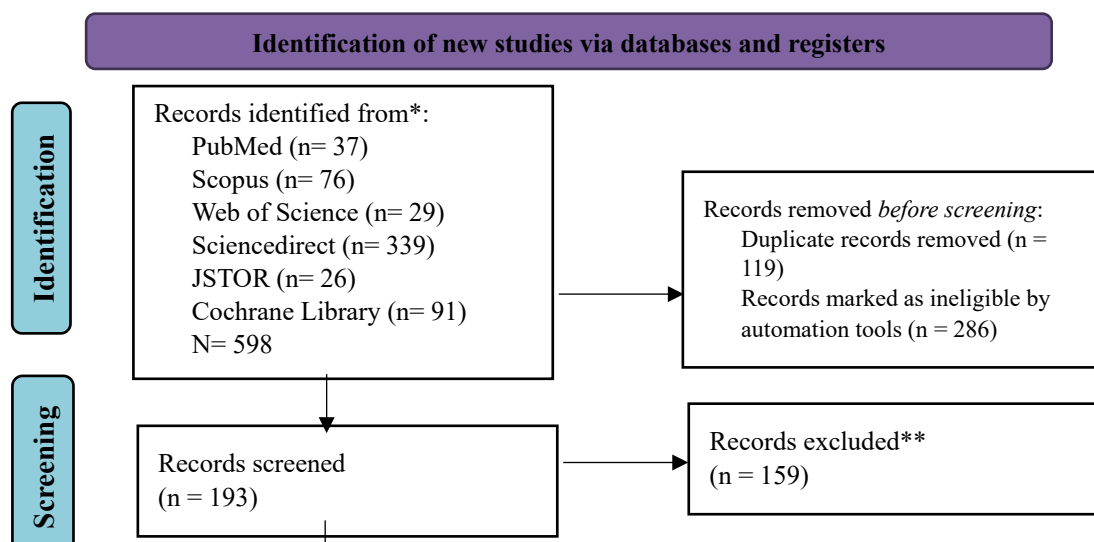 Identification of new studies via databases and registers
Identification
Records identified from*:
PubMed (n= 37)
Scopus (n= 76)
Web of Science (n= 29)
Sciencedirect (n= 339)
JSTOR (n= 26)
Cochrane Library (n= 91)
N= 598
Records removed before screening:
Duplicate records removed (n =
119)
Records marked as ineligible by
automation tools (n = 286)
Screening
Records screened
(n = 193)
Records excluded**
(n = 159)